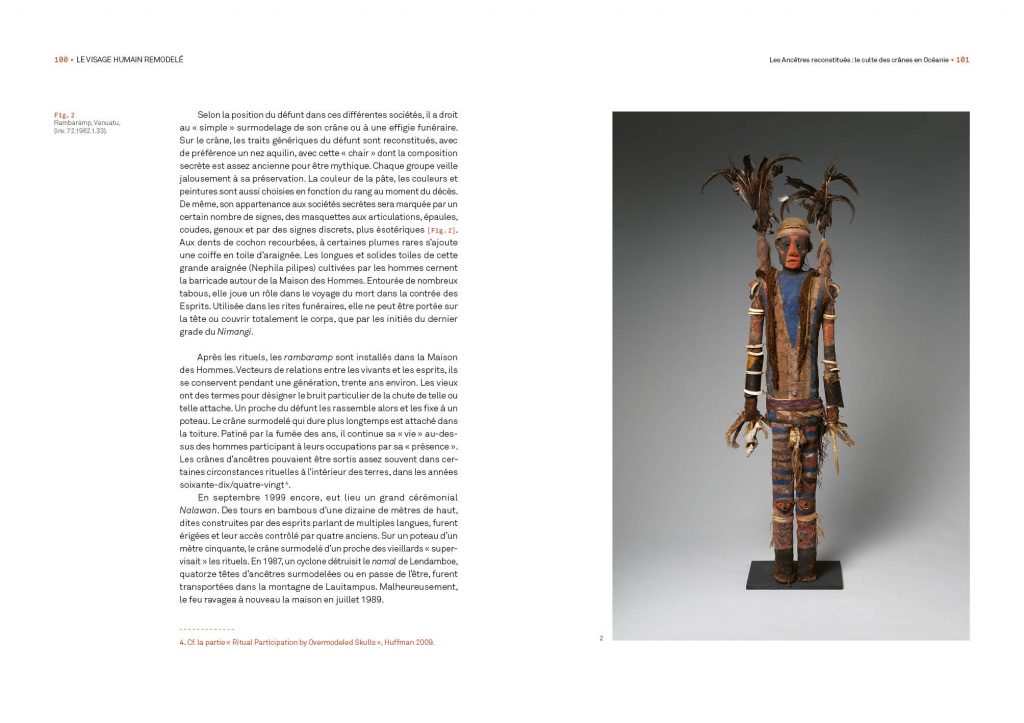 100 • LE VISAGE HUMAIN REMODELÉ
Les Ancêtres reconstitués : le culte des crânes en Océanie • 101
Fig. 2
Rambaramp, Vanuatu,
(inv. 72.1962.1.33).
Selon la position du défunt dans ces différentes sociétés, il a droit
au « simple » surmodelage de son crâne ou à une effigie funéraire.
Sur le crâne, les traits génériques du défunt sont reconstitués, avec
de préférence un nez aquilin, avec cette « chair » dont la composition
secrète est assez ancienne pour être mythique. Chaque groupe veille
jalousement à sa préservation. La couleur de la pâte, les couleurs et
peintures sont aussi choisies en fonction du rang au moment du décès.
De même, son appartenance aux sociétés secrètes sera marquée par un
certain nombre de signes, des masquettes aux articulations, épaules,
coudes, genoux et par des signes discrets, plus ésotériques [Fig. 2].
Aux dents de cochon recourbées, à certaines plumes rares s’ajoute
une coiffe en toile d’araignée. Les longues et solides toiles de cette
grande araignée (Nephila pilipes) cultivées par les hommes cernent
la barricade autour de la Maison des Hommes. Entourée de nombreux
tabous, elle joue un rôle dans le voyage du mort dans la contrée des
Esprits. Utilisée dans les rites funéraires, elle ne peut être portée sur
la tête ou couvrir totalement le corps, que par les initiés du dernier
grade du Nimangi.
Après les rituels, les rambaramp sont installés dans la Maison
des Hommes. Vecteurs de relations entre les vivants et les esprits, ils
se conservent pendant une génération, trente ans environ. Les vieux
ont des termes pour désigner le bruit particulier de la chute de telle ou
telle attache. Un proche du défunt les rassemble alors et les fixe à un
poteau. Le crâne surmodelé qui dure plus longtemps est attaché dans
la toiture. Patiné par la fumée des ans, il continue sa « vie » au-des-
sus des hommes participant à leurs occupations par sa « présence ».
Les crânes d’ancêtres pouvaient être sortis assez souvent dans cer-
taines circonstances rituelles à l’intérieur des terres, dans les années
soixante-dix/quatre-vingt⁴.
En septembre 1999 encore, eut lieu un grand cérémonial
Nalawan. Des tours en bambous d’une dizaine de mètres de haut,
dites construites par des esprits parlant de multiples langues, furent
érigées et leur accès contrôlé par quatre anciens. Sur un poteau d’un
mètre cinquante, le crâne surmodelé d’un proche des vieillards « super-
visait » les rituels. En 1987, un cyclone détruisit le namal de Lendamboe,
quatorze têtes d’ancêtres surmodelées ou en passe de l’être, furent
transportées dans la montagne de Lauitampus. Malheureusement,
le feu ravagea à nouveau la maison en juillet 1989.
4. Cf. la partie « Ritual Participation by Overmodeled Skulls », Huffman 2009.
2